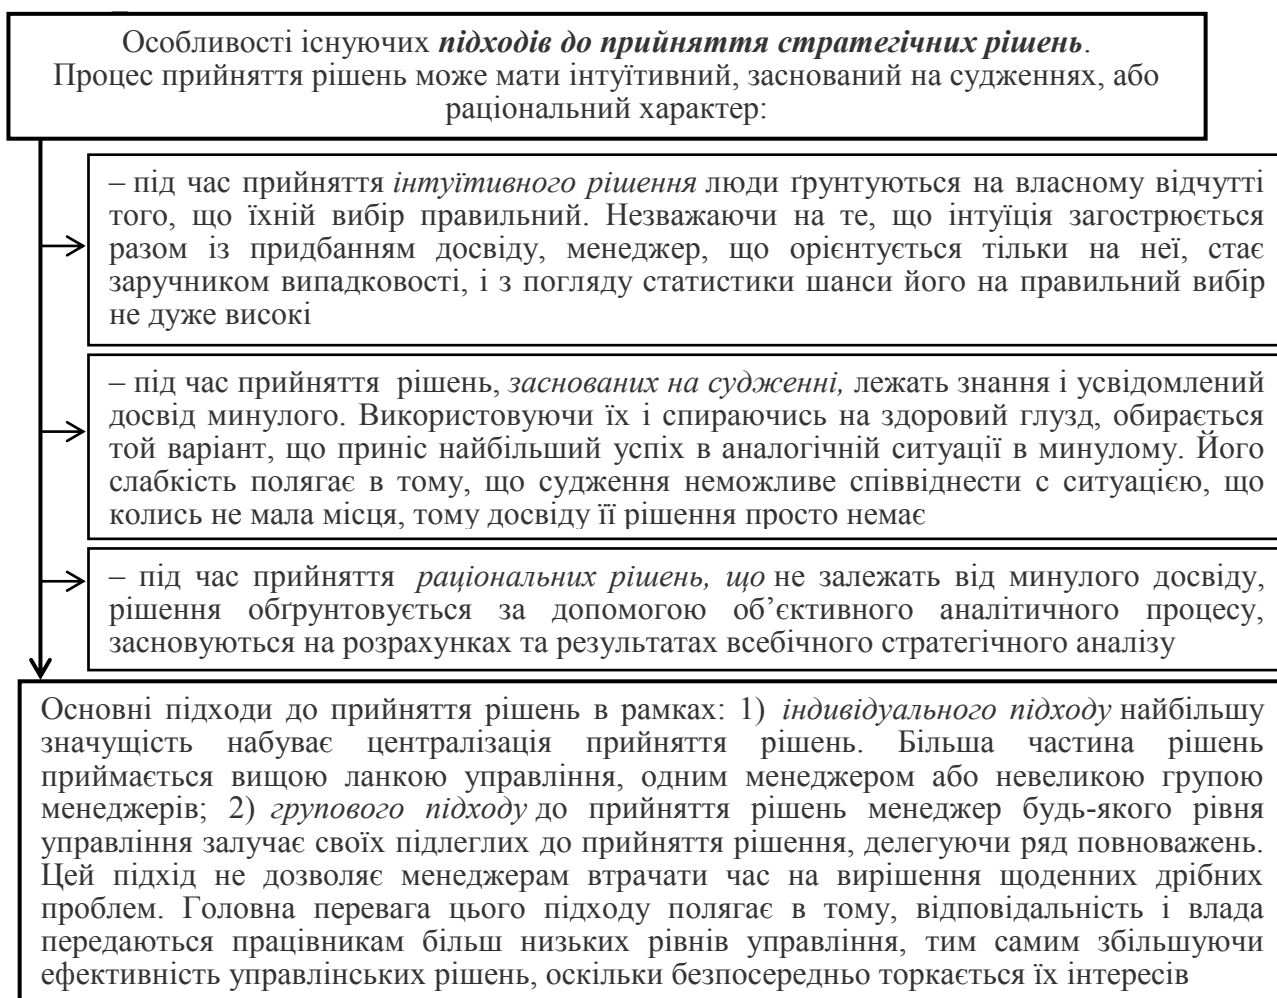 Особливості існуючих підходів до прийняття стратегічних рішень.
Процес прийняття рішень може мати інтуїтивний, заснований на судженнях, або
раціональний характер:
– під час прийняття інтуїтивного рішення люди ґрунтуються на власному відчутті
того, що їхній вибір правильний. Незважаючи на те, що інтуїція загострюється
разом із придбанням досвіду, менеджер, що орієнтується тільки на неї, стає
заручником випадковості, і з погляду статистики шанси його на правильний вибір
не дуже високі
– під час прийняття рішень, заснованих на судженні, лежать знання і усвідомлений
досвід минулого. Використовуючи їх і спираючись на здоровий глузд, обирається
той варіант, що приніс найбільший успіх в аналогічній ситуації в минулому. Його
слабкість полягає в тому, що судження неможливе співвіднести с ситуацією, що
колись не мала місця, тому досвіду її рішення просто немає
– під час прийняття раціональних рішень, що не залежать від минулого досвіду,
рішення обґрунтовується за допомогою об’єктивного аналітичного процесу,
засновуються на розрахунках та результатах всебічного стратегічного аналізу
Основні підходи до прийняття рішень в рамках: 1) індивідуального підходу найбільшу
значущість набуває централізація прийняття рішень. Більша частина рішень
приймається вищою ланкою управління, одним менеджером або невеликою групою
менеджерів; 2) групового підходу до прийняття рішень менеджер будь-якого рівня
управління залучає своїх підлеглих до прийняття рішення, делегуючи ряд повноважень.
Цей підхід не дозволяє менеджерам втрачати час на вирішення щоденних дрібних
проблем. Головна перевага цього підходу полягає в тому, відповідальність і влада
передаються працівникам більш низьких рівнів управління, тим самим збільшуючи
ефективність управлінських рішень, оскільки безпосередньо торкається їх інтересів